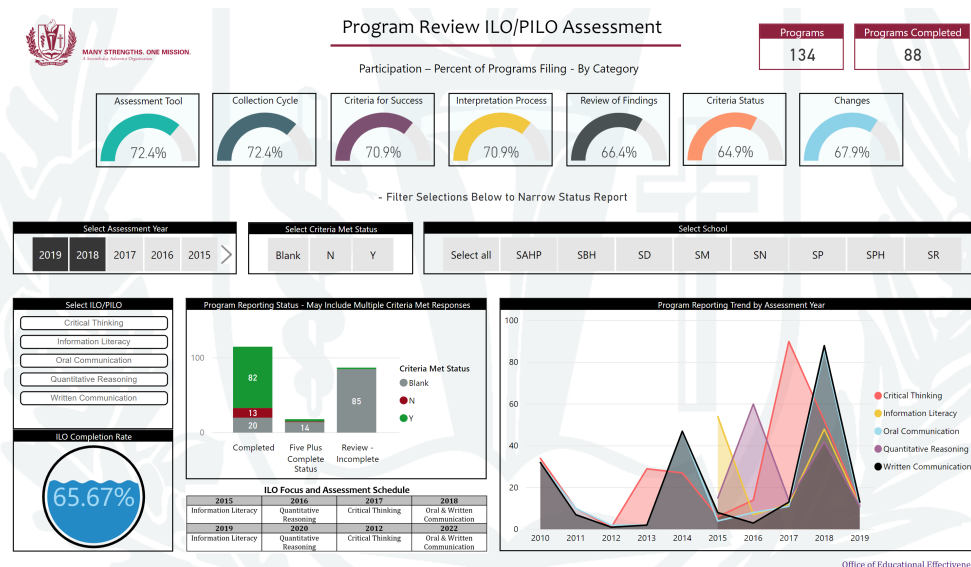 Program Review ILO/PILO Assessment
MANY STRENGTHS. ONE MISSION.
A Seventh-day Adventist Organization
Programs
134
Programs Completed
88
Participation – Percent of Programs Filing - By Category
Assessment Tool
72.4%
Collection Cycle
72.4%
Criteria for Success
70.9%
Interpretation Process
70.9%
Review of Findings
66.4%
Criteria Status
64.9%
Changes
67.9%
- Filter Selections Below to Narrow Status Report
Select Assessment Year
2019 2018 2017 2016 2015
Select Criteria Met Status
Blank N Y
Select School
Select all SAHP SBH SD SM SN SP SPH SR
Select ILO/PILO
Critical Thinking
Information Literacy
Oral Communication
Quantitative Reasoning
Written Communication
ILO Completion Rate
65.67%
Program Reporting Status - May Include Multiple Criteria Met Responses
100
0
82
13
20
14
85
Completed
Five Plus
Complete
Status
Review -
Incomplete
Criteria Met Status
Blank
N
Y
ILO Focus and Assessment Schedule
2015 2016 2017 2018
Information Literacy Quantitative Reasoning Critical Thinking Oral & Written Communication
2019 2020 2012 2022
Information Literacy Quantitative Reasoning Critical Thinking Oral & Written Communication
Program Reporting Trend by Assessment Year
100
80
60
40
20
0
2010 2011 2012 2013 2014 2015 2016 2017 2018 2019
Critical Thinking
Information Literacy
Oral Communication
Quantitative Reasoning
Written Communication
Office of Educational Effectivene